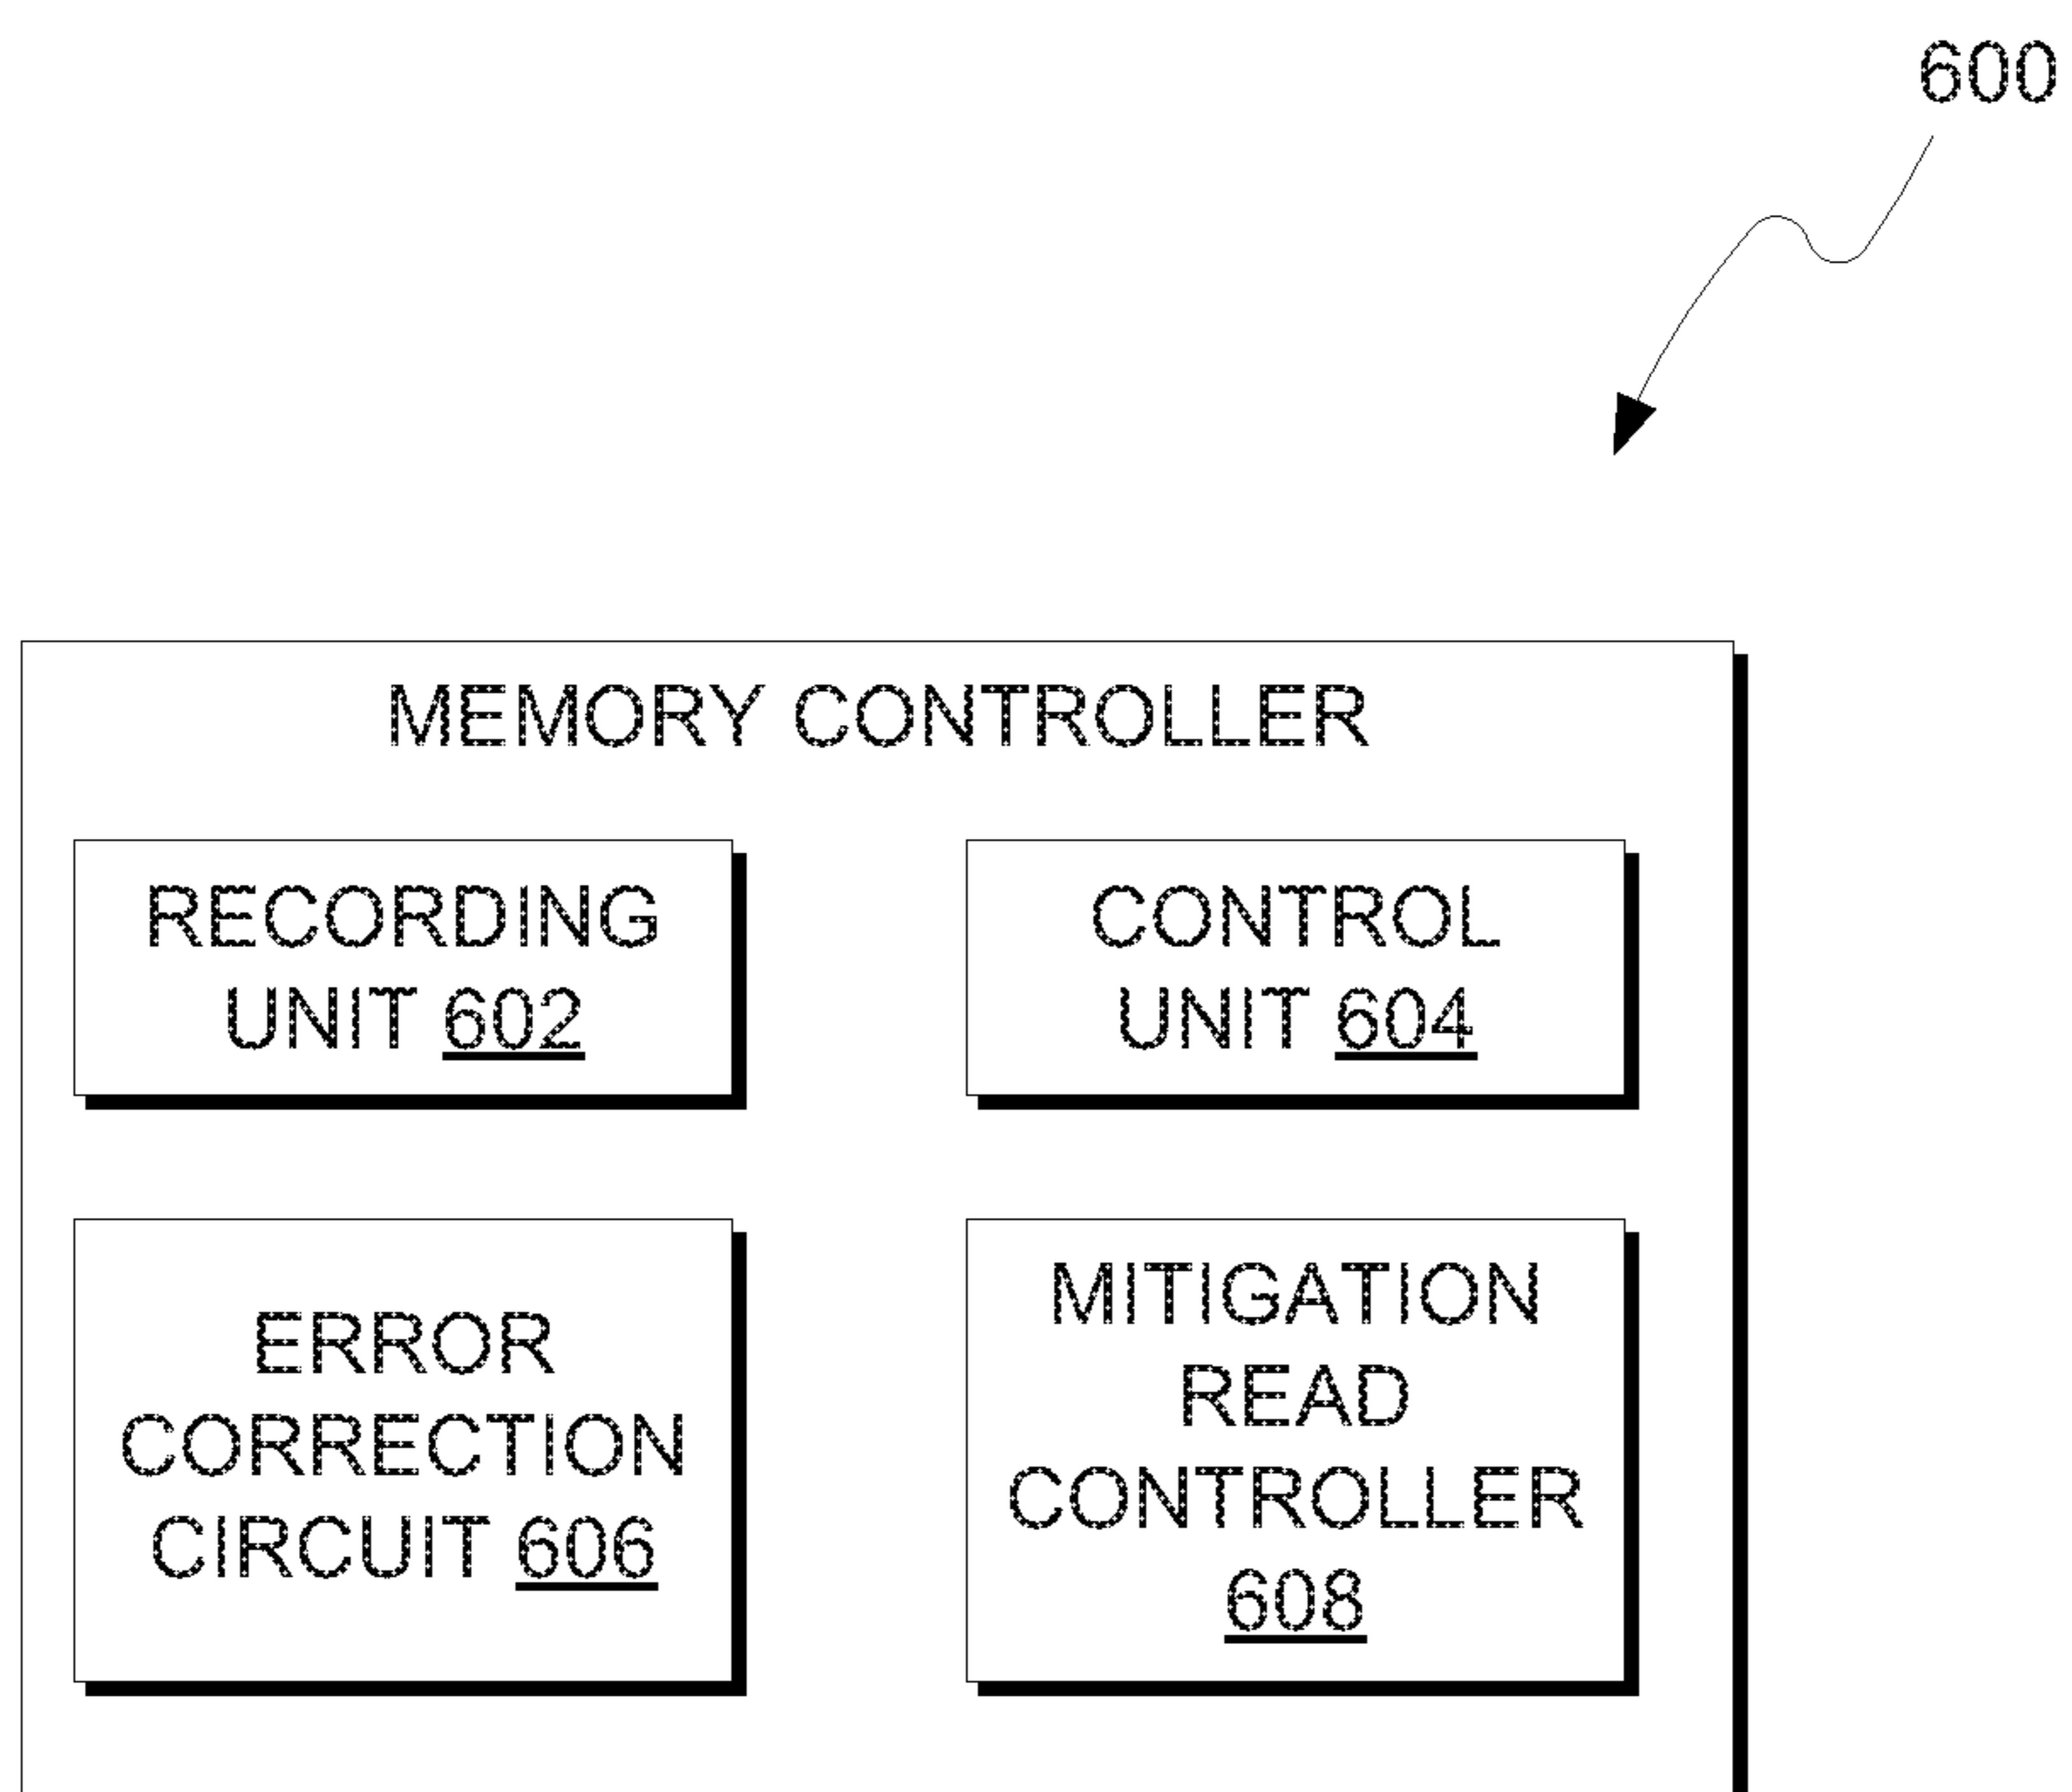 600
MEMORY CONTROLLER
RECORDING
UNIT 602
CONTROL
UNIT 604
ERROR
CORRECTION
CIRCUIT 606
MITIGATION
READ
CONTROLLER
608